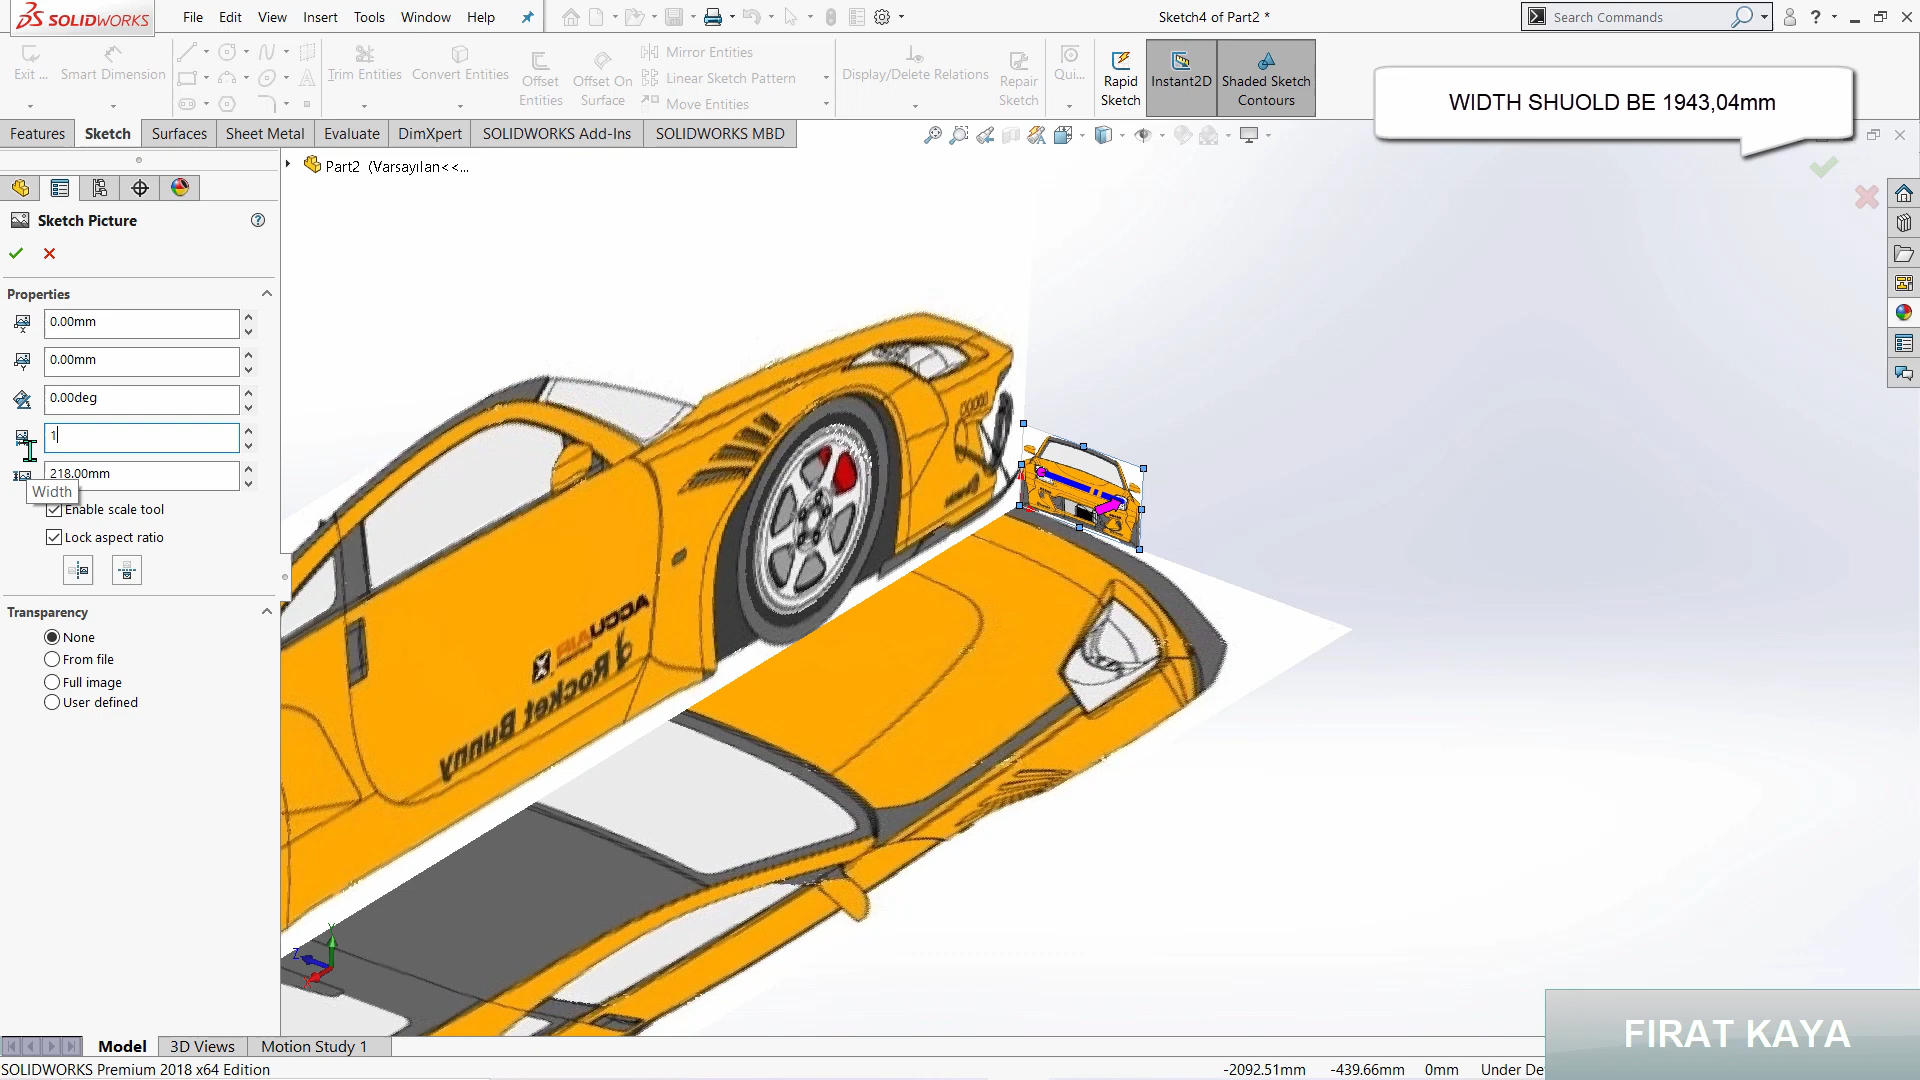 SOLIDWORKS
File Edit View Insert Tools Window Help
Sketch4 of Part2 *
Search Commands
Exit ...
Smart Dimension
Trim Entities
Convert Entities
Offset Entities
Offset On Surface
Mirror Entities
Linear Sketch Pattern
Move Entities
Display/Delete Relations
Repair Sketch
Qui...
Rapid Sketch
Instant2D
Shaded Sketch Contours
WIDTH SHUOLD BE 1943,04mm
Features Sketch Surfaces Sheet Metal Evaluate DimXpert SOLIDWORKS Add-Ins SOLIDWORKS MBD
Part2 (Varsayılan<<...
Sketch Picture
Properties
0.00mm
0.00mm
0.00deg
1
218.00mm
Width
Enable scale tool
Lock aspect ratio
Transparency
None
From file
Full image
User defined
ACCUAIR
Rocket Bunny
Y
Z
X
Model 3D Views Motion Study 1
FIRAT KAYA
SOLIDWORKS Premium 2018 x64 Edition
-2092.51mm -439.66mm 0mm Under De